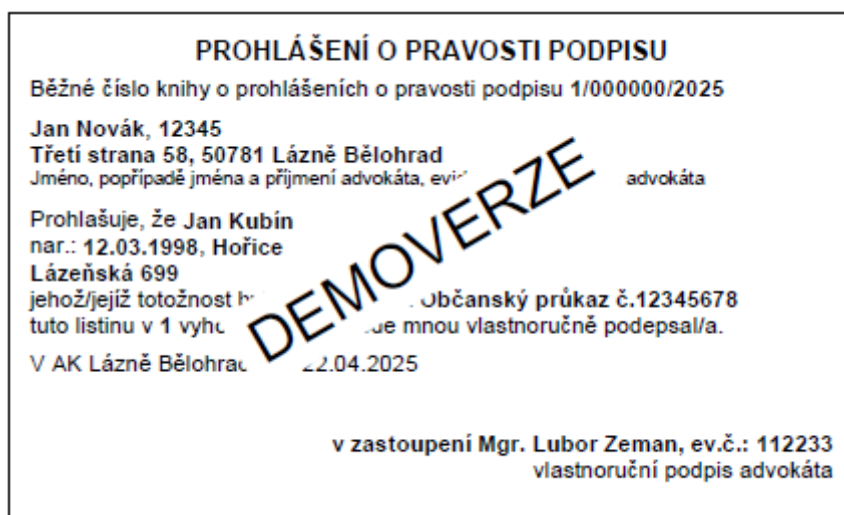 PROHLÁŠENÍ O PRAVOSTI PODPISU
Běžné číslo knihy o prohlášeních o pravosti podpisu 1/000000/2025
Jan Novák, 12345
Třetí strana 58, 50781 Lázně Bělohrad
Jméno, popřípadě jména a příjmení advokáta, advokáta
Prohlašuje, že Jan Kubín
nar.: 12.03.1998, Hořice
Lázeňská 699
jehož/jejíž totožnost Občanský průkaz č.12345678
tuto listinu v 1 mnou vlastnoručně podepsal/a.
V AK Lázně 22.04.2025
DEMOVERZE
v zastoupení Mgr. Lubor Zeman, ev.č.: 112233
vlastnoruční podpis advokáta